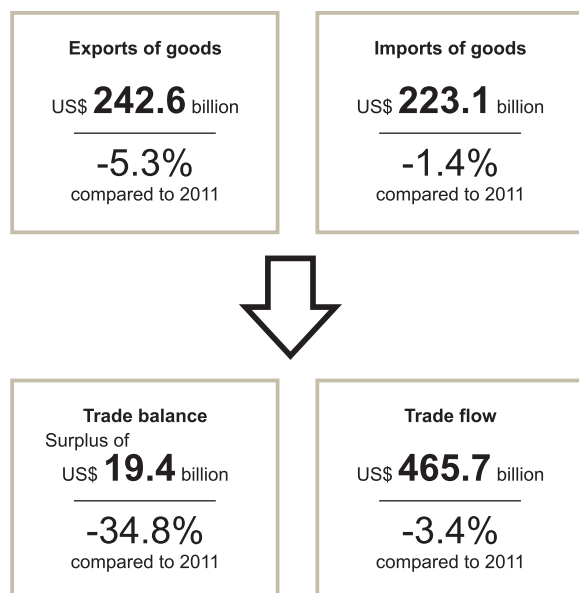 Exports of goods
US$ 242.6 billion
-5.3%
compared to 2011
Imports of goods
US$ 223.1 billion
-1.4%
compared to 2011
Trade balance
Surplus of
US$ 19.4 billion
-34.8%
compared to 2011
Trade flow
US$ 465.7 billion
-3.4%
compared to 2011